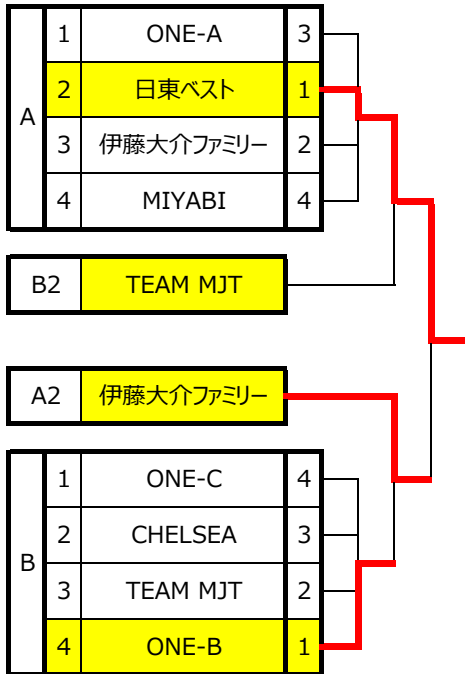 A
1 ONE-A 3
2 日東ベスト 1
3 伊藤大介ファミリー 2
4 MIYABI 4
B2 TEAM MJT
A2 伊藤大介ファミリー
B
1 ONE-C 4
2 CHELSEA 3
3 TEAM MJT 2
4 ONE-B 1